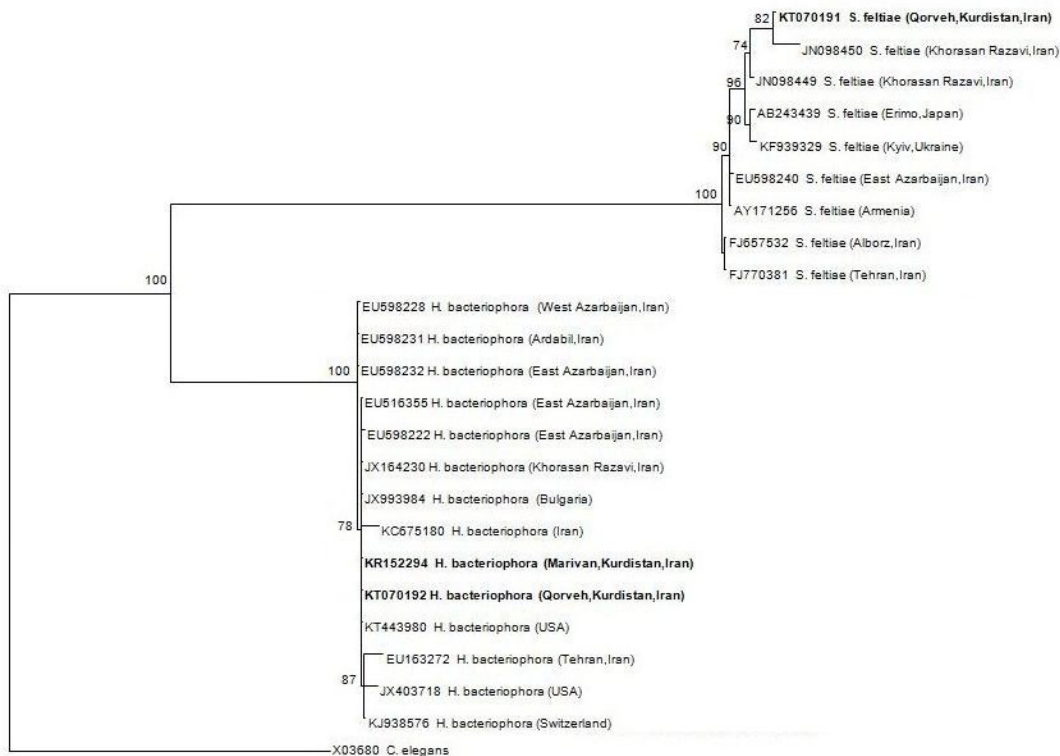 82
KT070191 S. feltiae (Qorveh,Kurdistan,Iran)
74
JN098450 S. feltiae (Khorasan Razavi,Iran)
96
JN098449 S. feltiae (Khorasan Razavi,Iran)
90
AB243439 S. feltiae (Erimo,Japan)
KF939329 S. feltiae (Kyiv,Ukraine)
90
EU598240 S. feltiae (East Azarbaijan,Iran)
100
AY171256 S. feltiae (Armenia)
FJ657532 S. feltiae (Alborz,Iran)
FJ770381 S. feltiae (Tehran,Iran)
100
EU598228 H. bacteriophora (West Azarbaijan,Iran)
EU598231 H. bacteriophora (Ardabil,Iran)
100
EU598232 H. bacteriophora (East Azarbaijan,Iran)
EU516355 H. bacteriophora (East Azarbaijan,Iran)
EU598222 H. bacteriophora (East Azarbaijan,Iran)
JX164230 H. bacteriophora (Khorasan Razavi,Iran)
JX993984 H. bacteriophora (Bulgaria)
78
KC675180 H. bacteriophora (Iran)
KR152294 H. bacteriophora (Marivan,Kurdistan,Iran)
KT070192 H. bacteriophora (Qorveh,Kurdistan,Iran)
KT443980 H. bacteriophora (USA)
EU163272 H. bacteriophora (Tehran,Iran)
87
JX403718 H. bacteriophora (USA)
KJ938576 H. bacteriophora (Switzerland)
X03680 C. elegans